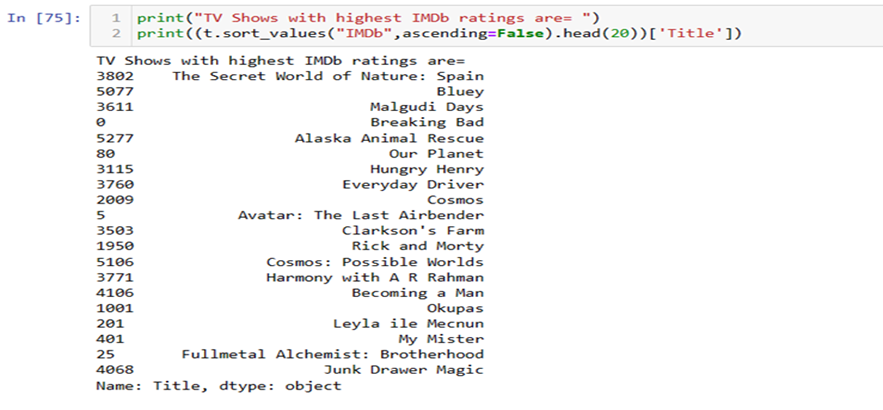 In [75]:
1 print("TV Shows with highest IMDb ratings are= ")
2 print((t.sort_values("IMDb",ascending=False).head(20))['Title'])
TV Shows with highest IMDb ratings are=
3802 The Secret World of Nature: Spain
5077 Bluey
3611 Malgudi Days
0 Breaking Bad
5277 Alaska Animal Rescue
80 Our Planet
3115 Hungry Henry
3760 Everyday Driver
2009 Cosmos
5 Avatar: The Last Airbender
3503 Clarkson's Farm
1950 Rick and Morty
5106 Cosmos: Possible Worlds
3771 Harmony with A R Rahman
4106 Becoming a Man
1001 Okupas
201 Leyla ile Mecnun
401 My Mister
25 Fullmetal Alchemist: Brotherhood
4068 Junk Drawer Magic
Name: Title, dtype: object